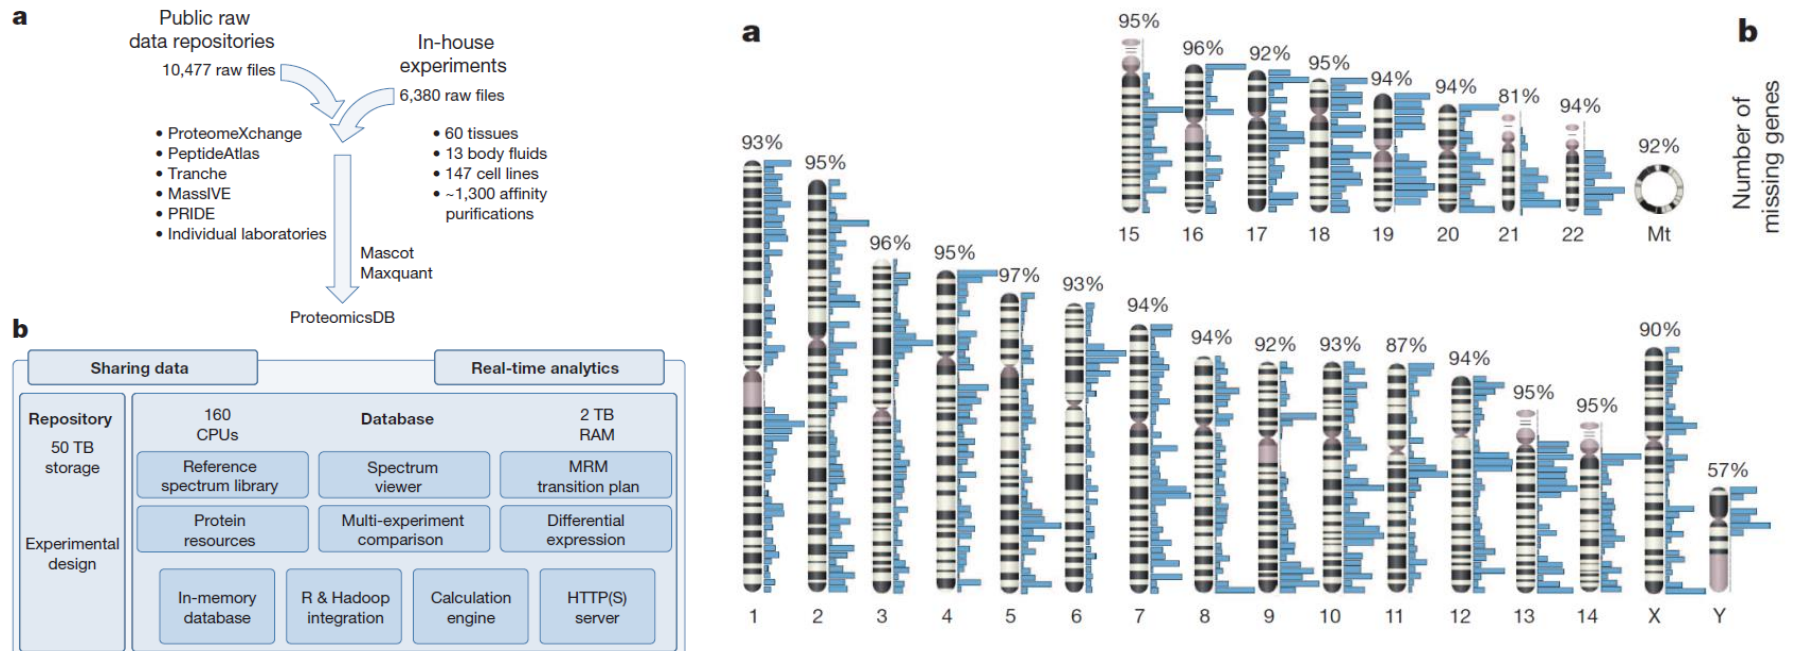 a
Public raw
data repositories
10,477 raw files
In-house
experiments
6,380 raw files
• ProteomeXchange
• PeptideAtlas
• Tranche
• MassIVE
• PRIDE
• Individual laboratories
• 60 tissues
• 13 body fluids
• 147 cell lines
• ~1,300 affinity
purifications
Mascot
Maxquant
ProteomicsDB
b
Sharing data
Real-time analytics
Repository
50 TB
storage
Experimental
design
160
CPUs
Database
2 TB
RAM
Reference
spectrum library
Spectrum
viewer
MRM
transition plan
Protein
resources
Multi-experiment
comparison
Differential
expression
In-memory
database
R & Hadoop
integration
Calculation
engine
HTTP(S)
server
a
95%
96%
92%
95%
94%
94%
81%
94%
92%
15
16
17
18
19
20
21
22
Mt
93%
95%
96%
95%
97%
93%
94%
94%
92%
93%
87%
94%
95%
95%
90%
57%
1
2
3
4
5
6
7
8
9
10
11
12
13
14
X
Y
b
Number of
missing genes